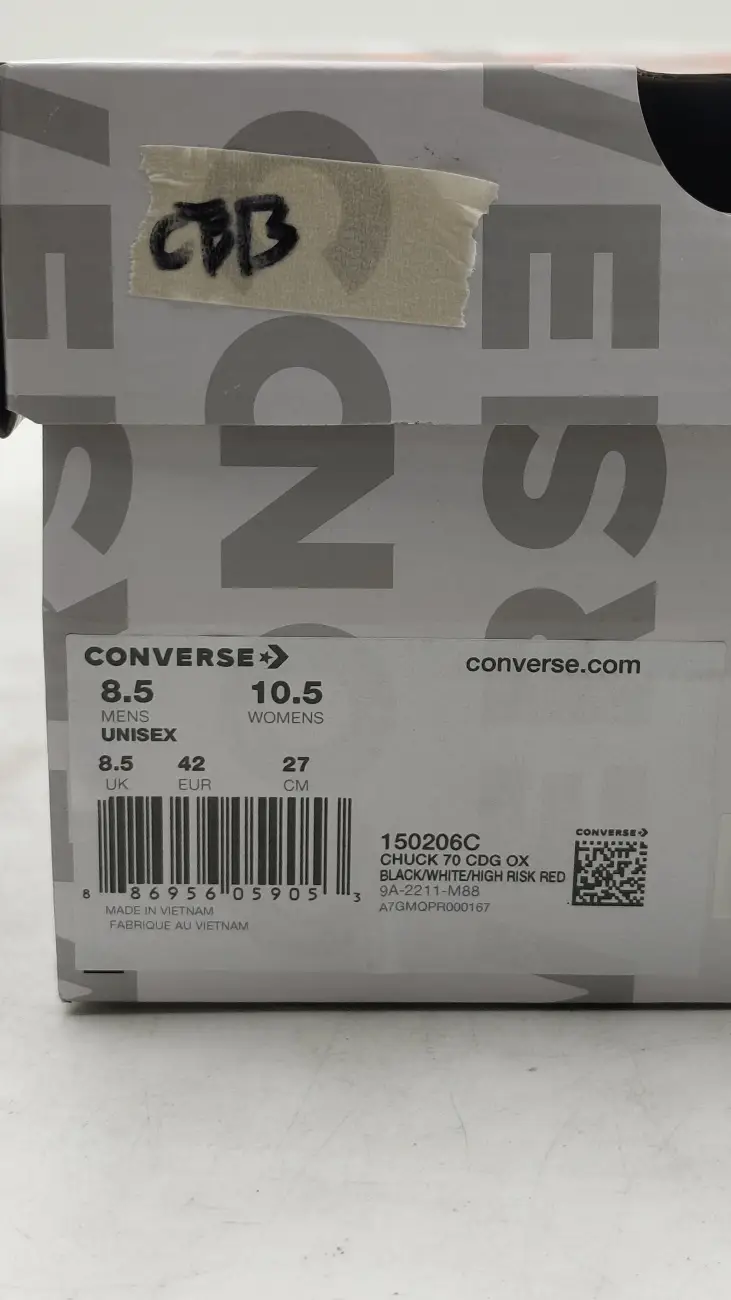 CONVERSE
converse.com
8.5 10.5
MENS WOMENS
UNISEX
8.5 42 27
UK EUR CM
8 86956 05905 3
MADE IN VIETNAM
FABRIQUE AU VIETNAM
150206C
CHUCK 70 CDG OX
BLACK/WHITE/HIGH RISK RED
9A-2211-M88
A7GMQPR000167
CONVERSE